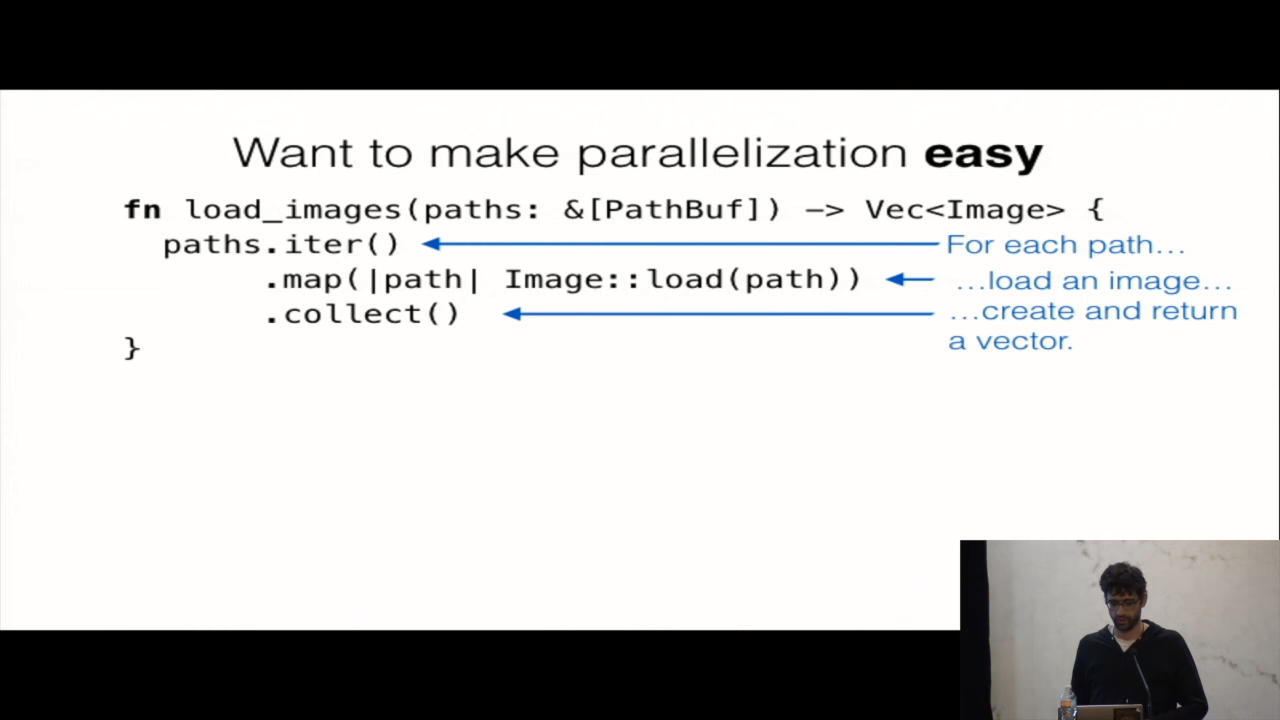 Want to make parallelization easy
fn load_images(paths: &[PathBuf]) —> Vec<Image> {
paths.iter()
For each path…
.map(|path| Image::load(path))
…load an image…
.collect()
…create and return
a vector.
}